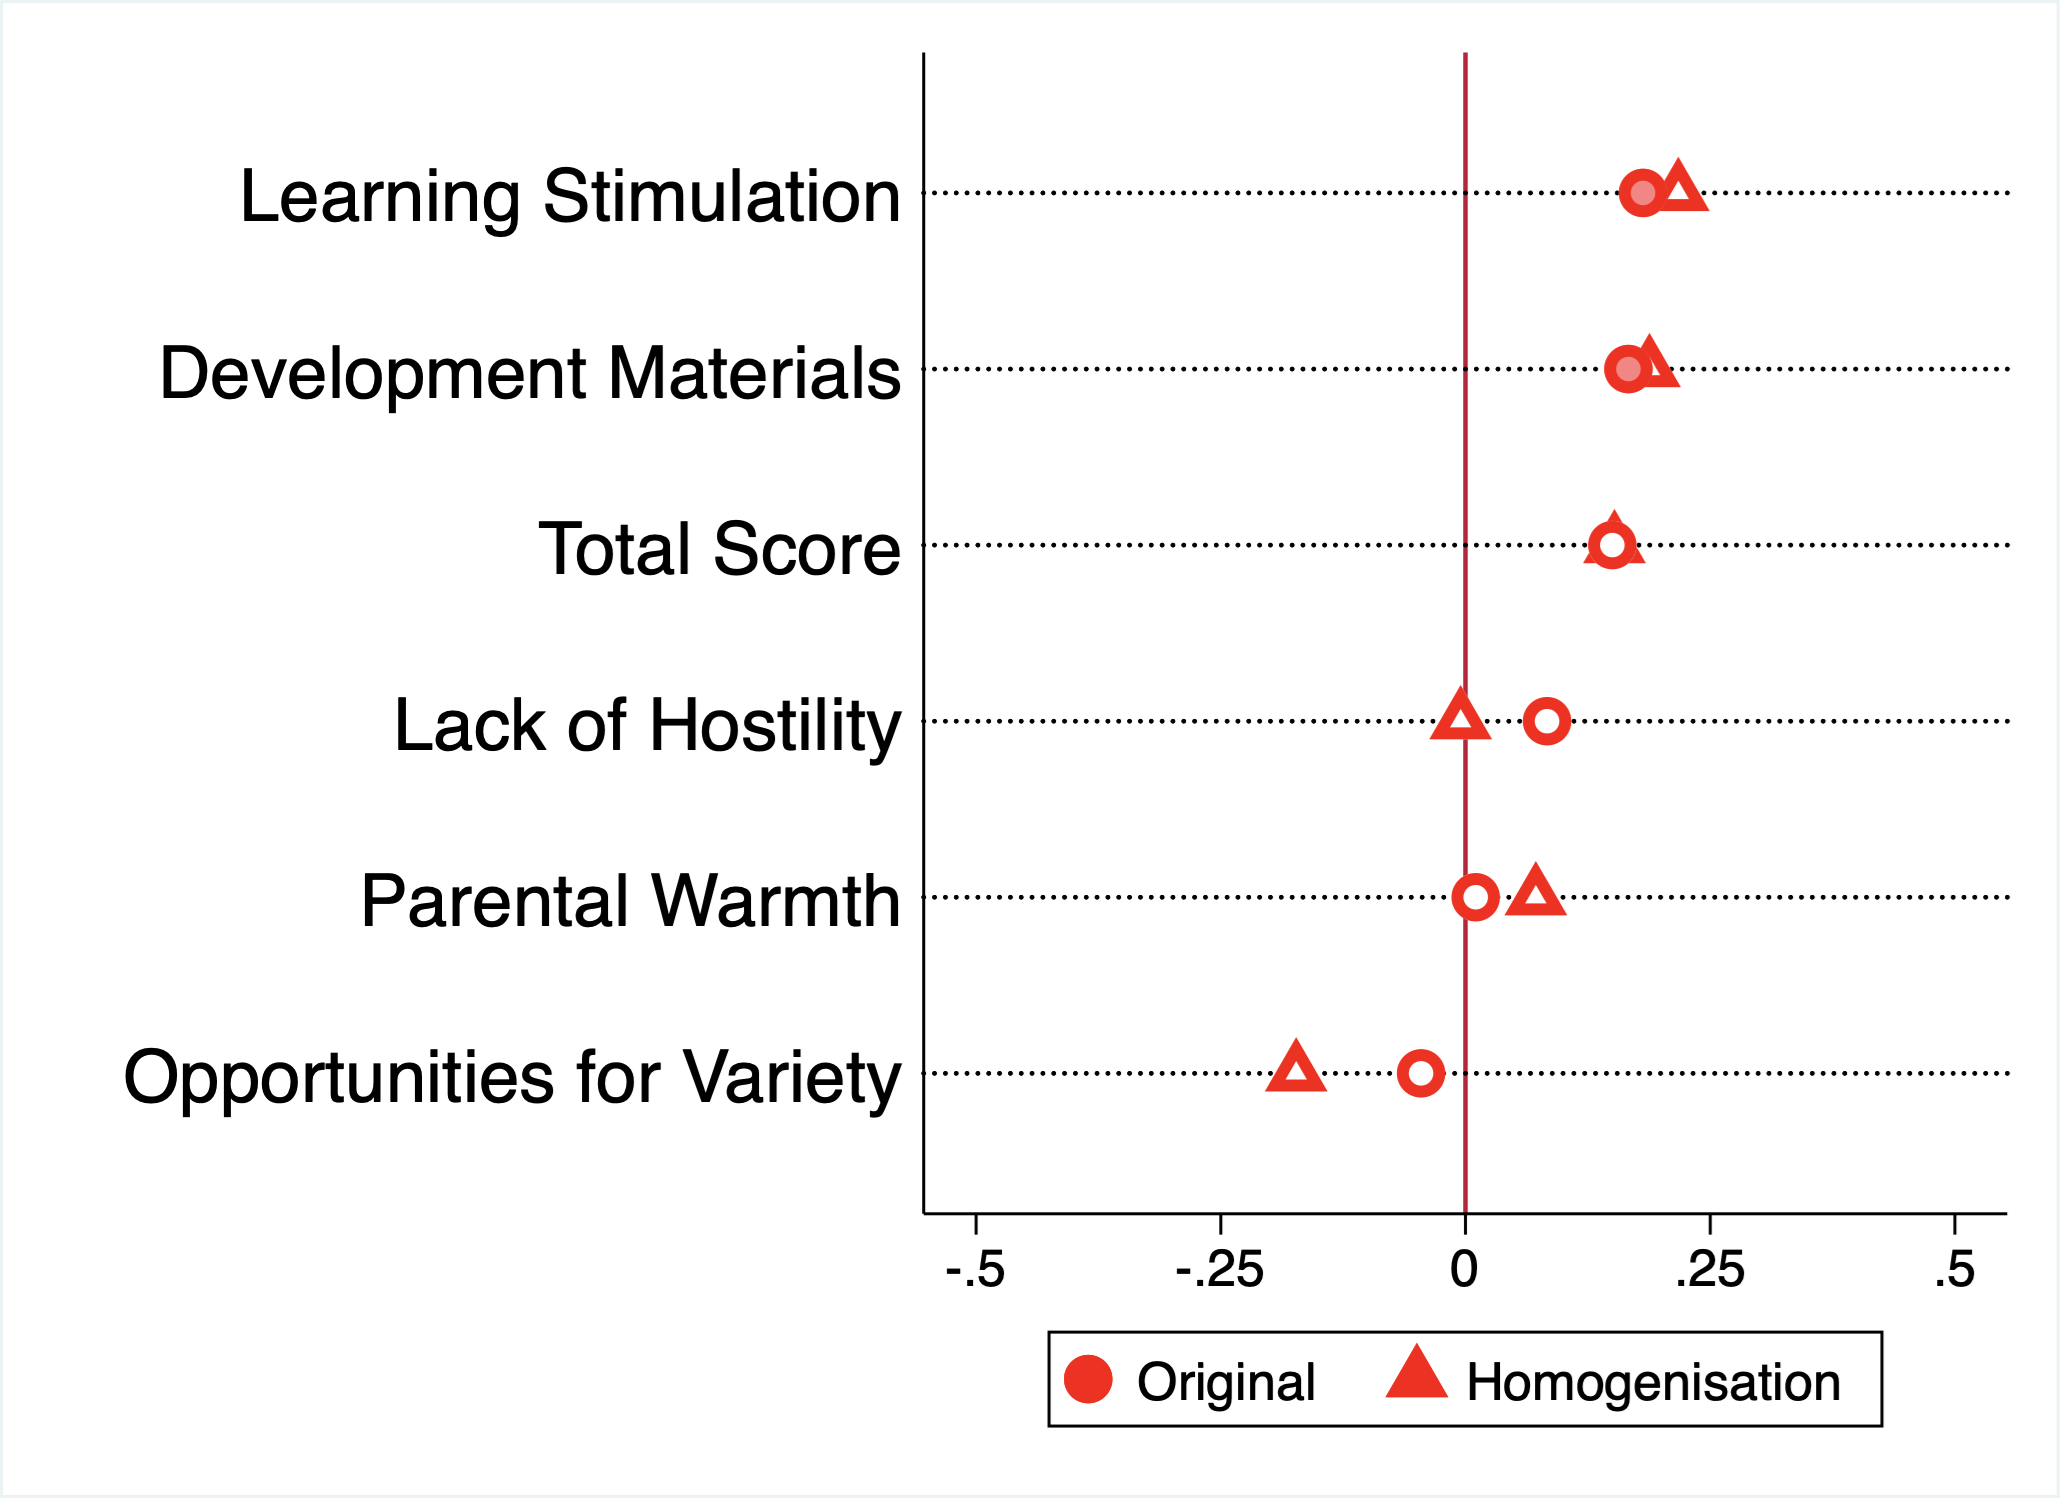 Learning Stimulation
Development Materials
Total Score
Lack of Hostility
Parental Warmth
Opportunities for Variety
-.5 -.25 0 .25 .5
Original Homogenisation